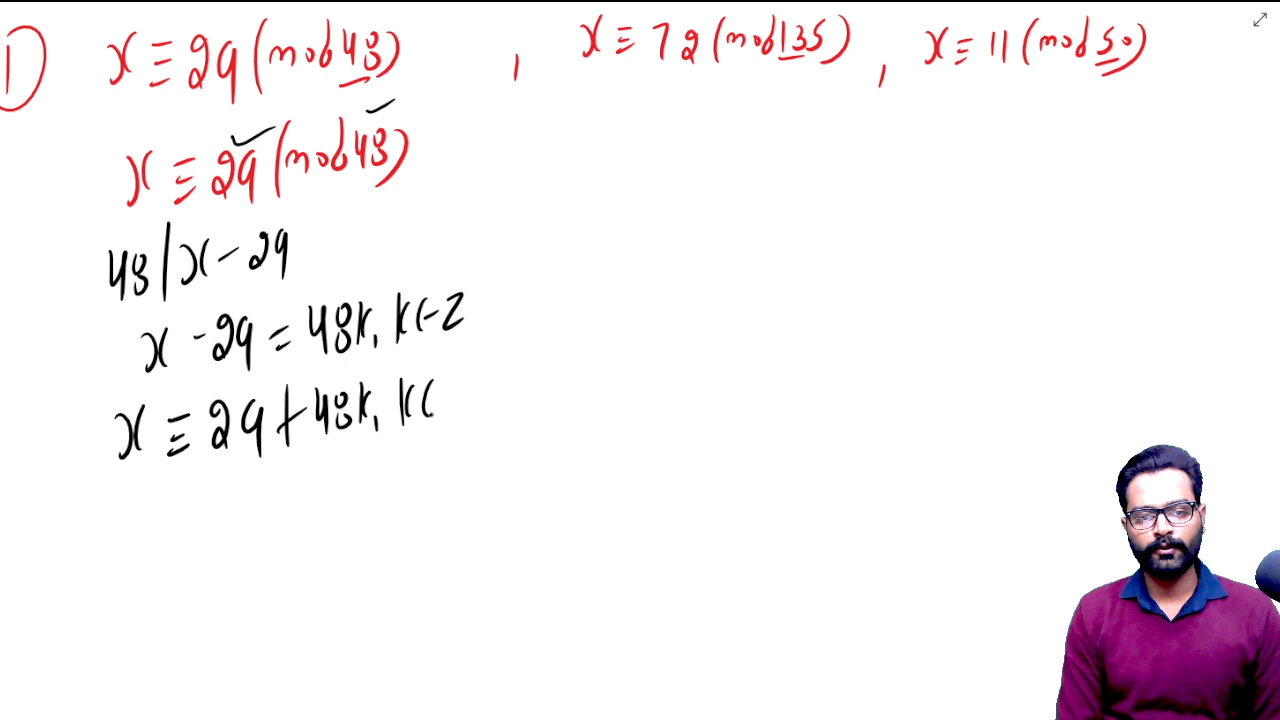 ① x ≡ 29 (mod 48) , x ≡ 72 (mod 135) , x ≡ 11 (mod 50)
x ≡ 29 (mod 48)
48 | x - 29
x - 29 = 48k, k ∈ Z
x ≡ 29 + 48k, k ∈